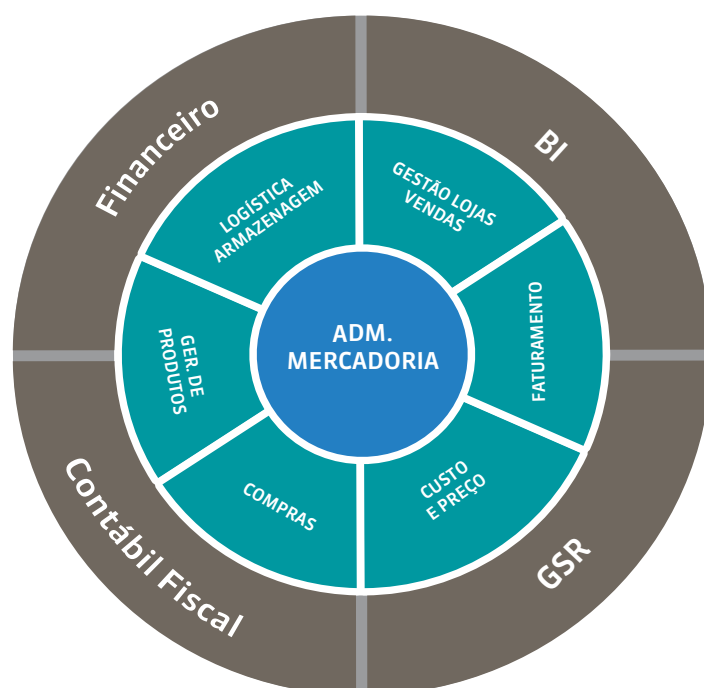 Financeiro
BI
LOGÍSTICA
ARMAZENAGEM
GESTÃO LOJAS
VENDAS
GER. DE
PRODUTOS
ADM.
MERCADORIA
FATURAMENTO
COMPRAS
CUSTO
E PREÇO
Contábil Fiscal
GSR